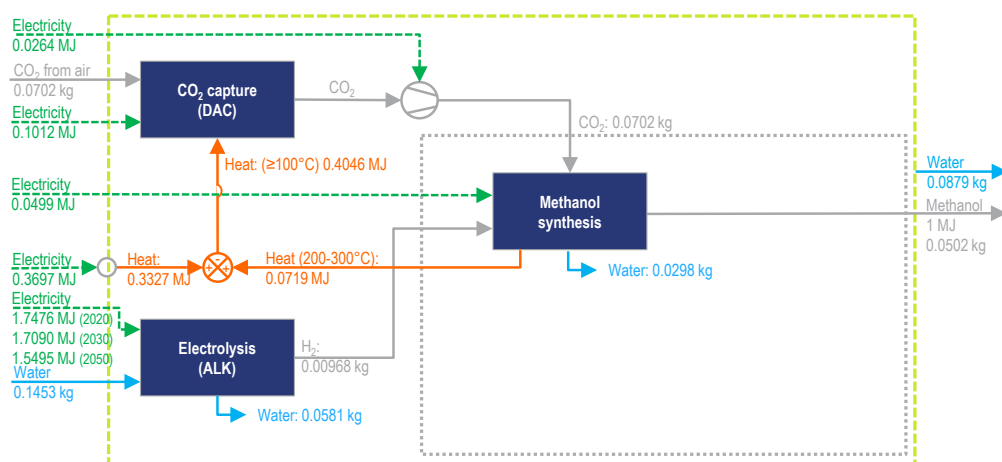 Electricity
0.0264 MJ
CO₂ from air
0.0702 kg
Electricity
0.1012 MJ
CO₂ capture
(DAC)
CO₂
CO₂: 0.0702 kg
Heat: (≥100°C) 0.4046 MJ
Electricity
0.0499 MJ
Methanol
synthesis
Water
0.0879 kg
Methanol
1 MJ
0.0502 kg
Electricity
0.3697 MJ
Heat:
0.3327 MJ
+
-
+
Heat (200-300°C):
0.0719 MJ
Water: 0.0298 kg
Electricity
1.7476 MJ (2020)
1.7090 MJ (2030)
1.5495 MJ (2050)
Water
0.1453 kg
Electrolysis
(ALK)
H₂:
0.00968 kg
Water: 0.0581 kg